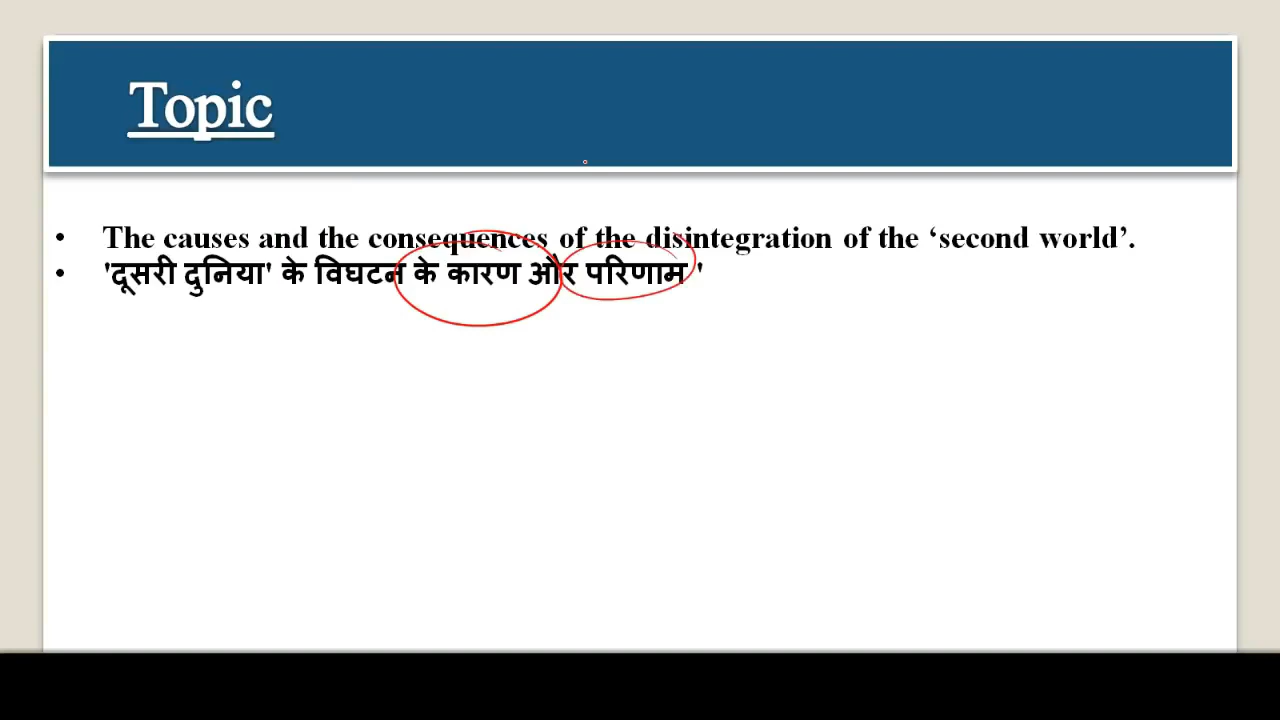 Topic
• The causes and the consequences of the disintegration of the ‘second world’.
• 'दूसरी दुनिया' के विघटन के कारण और परिणाम '